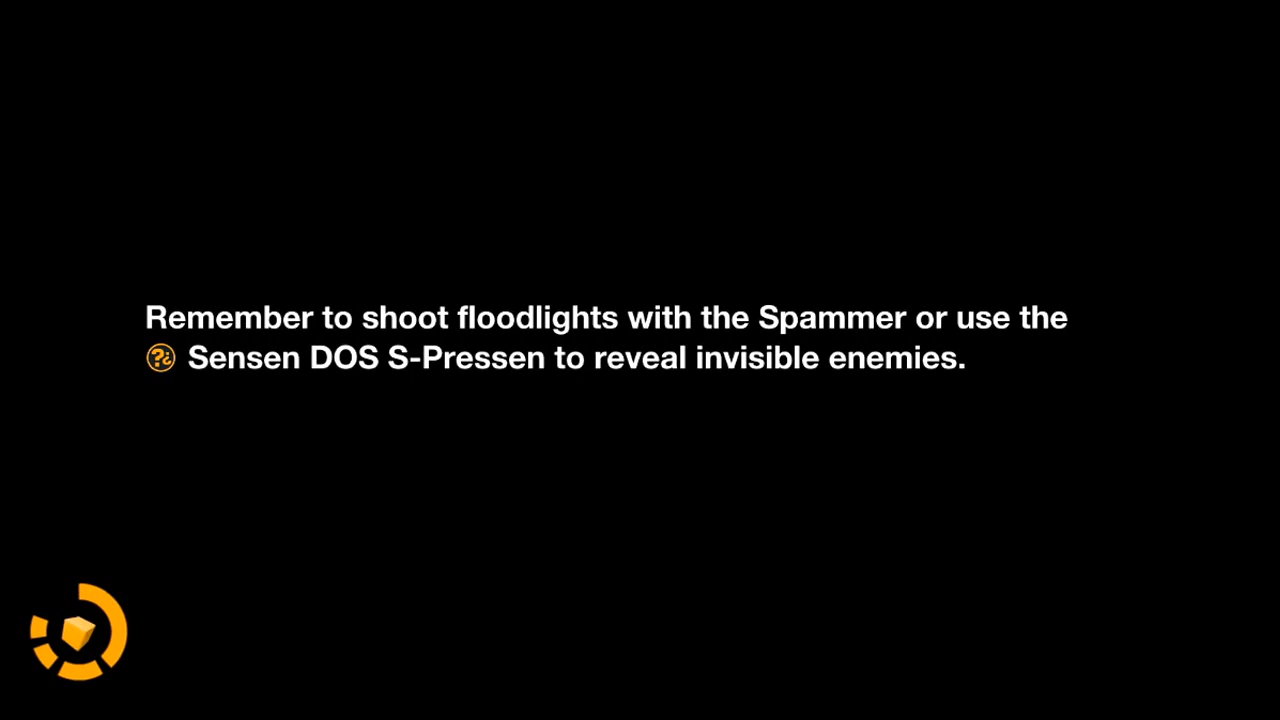 Remember to shoot floodlights with the Spammer or use the
Sensen DOS S-Pressen to reveal invisible enemies.